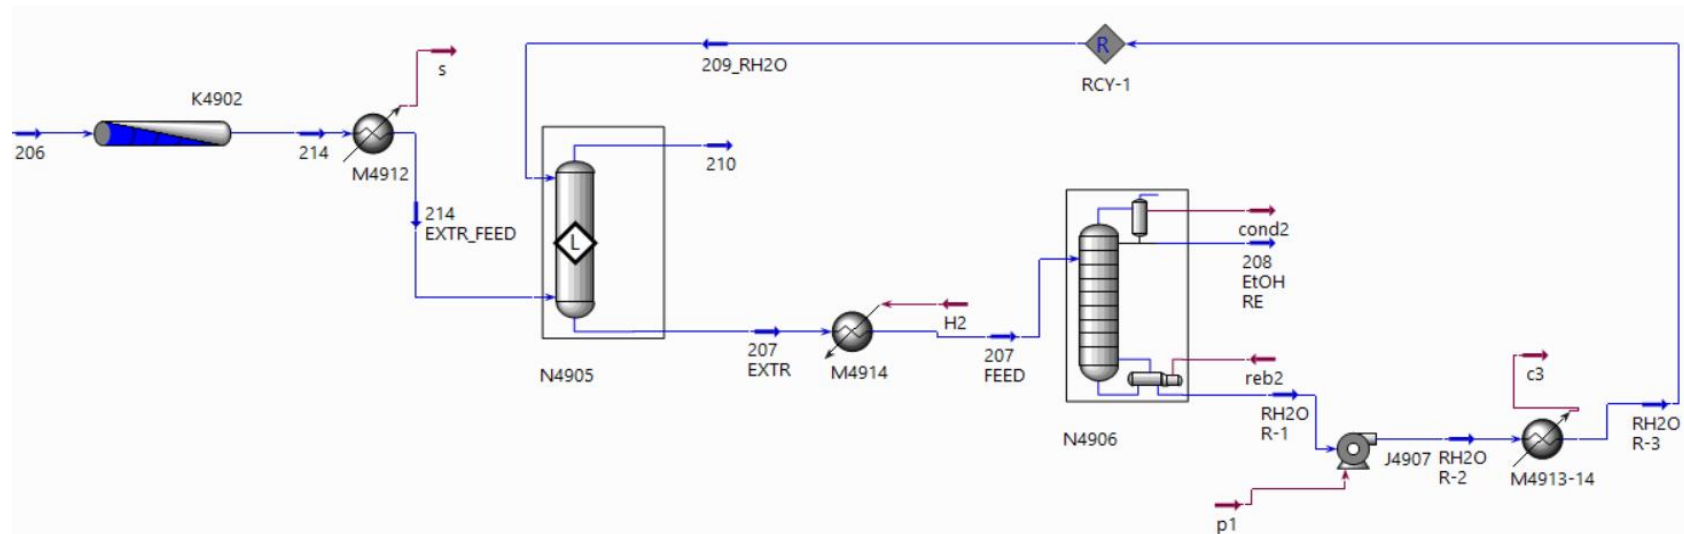 R
RCY-1
s
209_RH2O
K4902
206
214
M4912
210
214
EXTR_FEED
L
N4905
207
EXTR
M4914
H2
207
FEED
cond2
208
EtOH
RE
reb2
N4906
RH2O
R-1
J4907
RH2O
R-2
p1
c3
M4913-14
RH2O
R-3